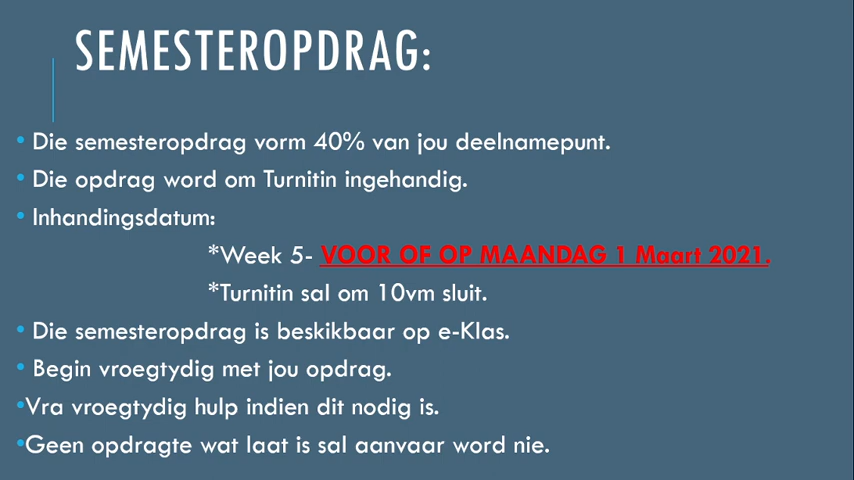 SEMESTEROPDRAG:
• Die semesteropdrag vorm 40% van jou deelnamepunt.
• Die opdrag word om Turnitin ingehandig.
• Inhandingsdatum:
*Week 5- VOOR OF OP MAANDAG 1 Maart 2021.
*Turnitin sal om 10vm sluit.
• Die semesteropdrag is beskikbaar op e-Klas.
• Begin vroegtydig met jou opdrag.
•Vra vroegtydig hulp indien dit nodig is.
•Geen opdragte wat laat is sal aanvaar word nie.